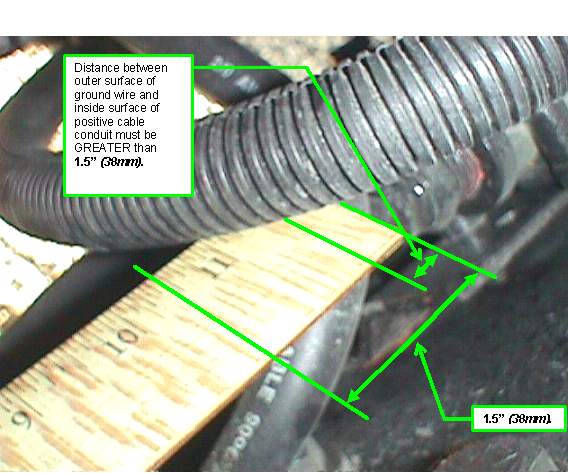 Distance between
outer surface of
ground wire and
inside surface of
positive cable
conduit must be
GREATER than
1.5" (38mm).
11
10
9
1.5" (38mm).